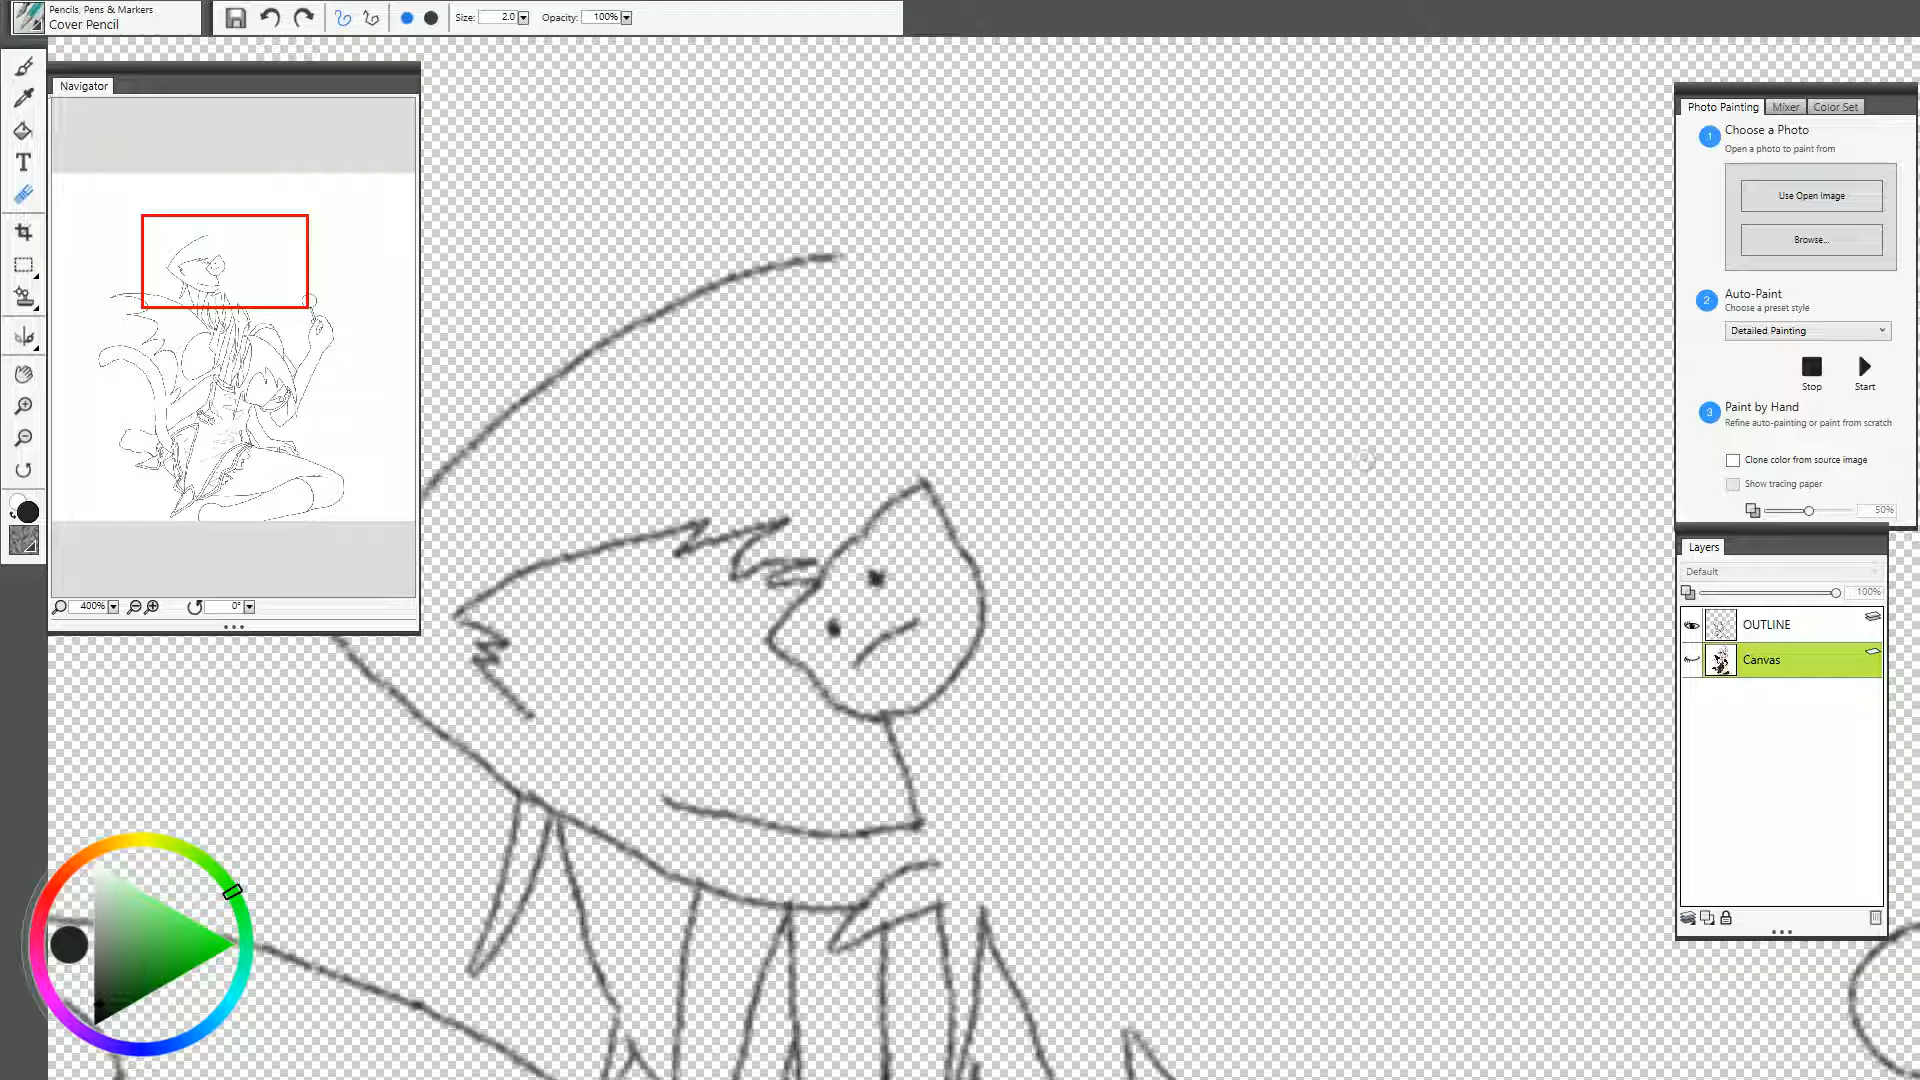 Pencils, Pens & Markers
Cover Pencil
Size: 2.0
Opacity: 100%
Navigator
400%
0°
Photo Painting Mixer Color Set
1 Choose a Photo
Open a photo to paint from
Use Open Image
Browse...
2 Auto-Paint
Choose a preset style
Detailed Painting
Stop Start
3 Paint by Hand
Refine auto-painting or paint from scratch
Clone color from source image
Show tracing paper
50%
Layers
Default
100%
OUTLINE
Canvas